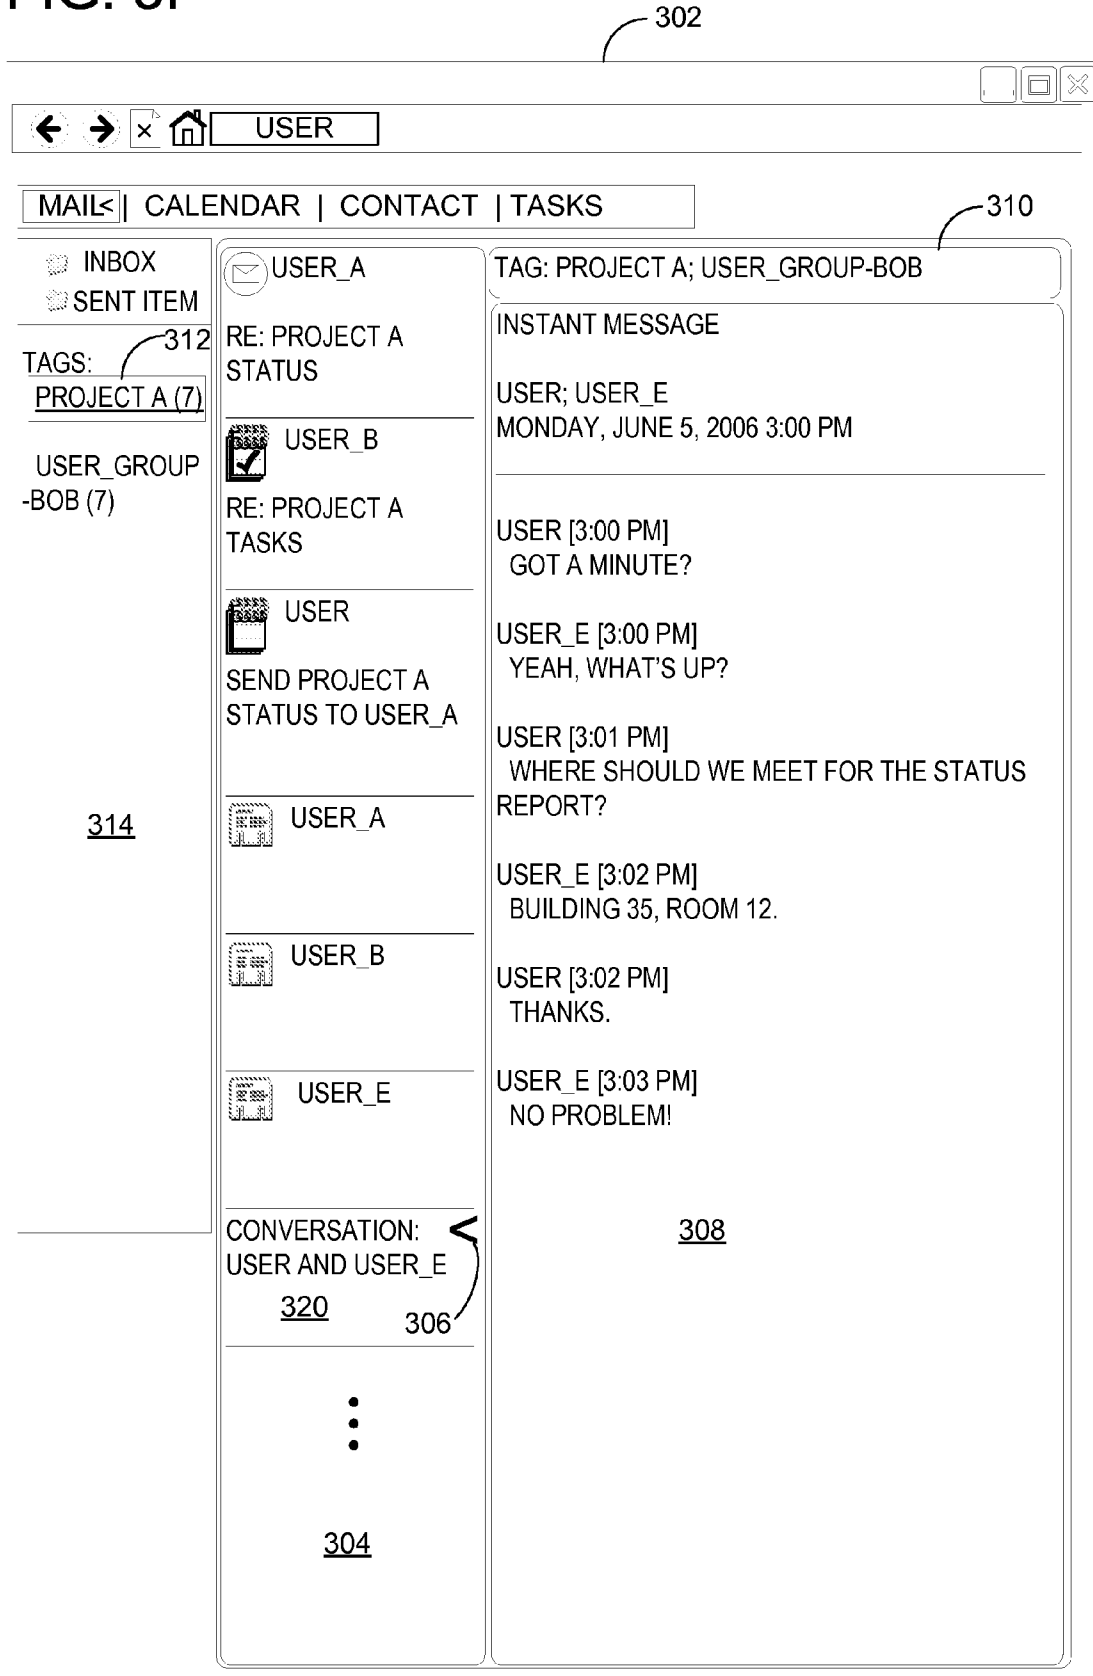 302
USER
MAIL< | CALENDAR | CONTACT | TASKS
310
INBOX
SENT ITEM
312
TAGS:
PROJECT A (7)
USER_GROUP
-BOB (7)
314
USER_A
RE: PROJECT A
STATUS
USER_B
RE: PROJECT A
TASKS
USER
SEND PROJECT A
STATUS TO USER_A
USER_A
USER_B
USER_E
CONVERSATION:
USER AND USER_E
<
320
306
304
TAG: PROJECT A; USER_GROUP-BOB
INSTANT MESSAGE
USER; USER_E
MONDAY, JUNE 5, 2006 3:00 PM
USER [3:00 PM]
GOT A MINUTE?
USER_E [3:00 PM]
YEAH, WHAT'S UP?
USER [3:01 PM]
WHERE SHOULD WE MEET FOR THE STATUS
REPORT?
USER_E [3:02 PM]
BUILDING 35, ROOM 12.
USER [3:02 PM]
THANKS.
USER_E [3:03 PM]
NO PROBLEM!
308